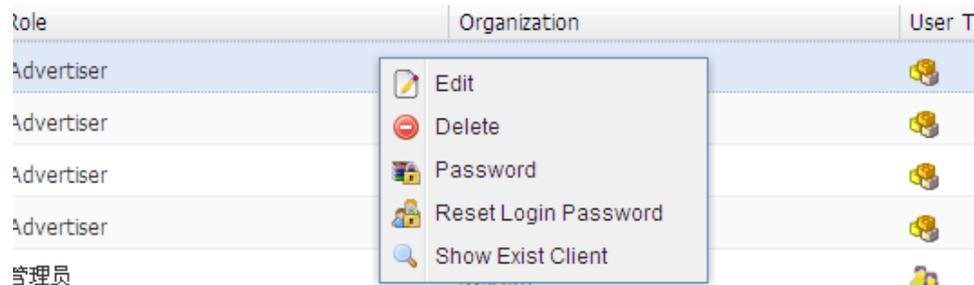 Role Organization User T
Advertiser
Edit
Advertiser
Delete
Advertiser
Password
Advertiser
Reset Login Password
管理员
Show Exist Client